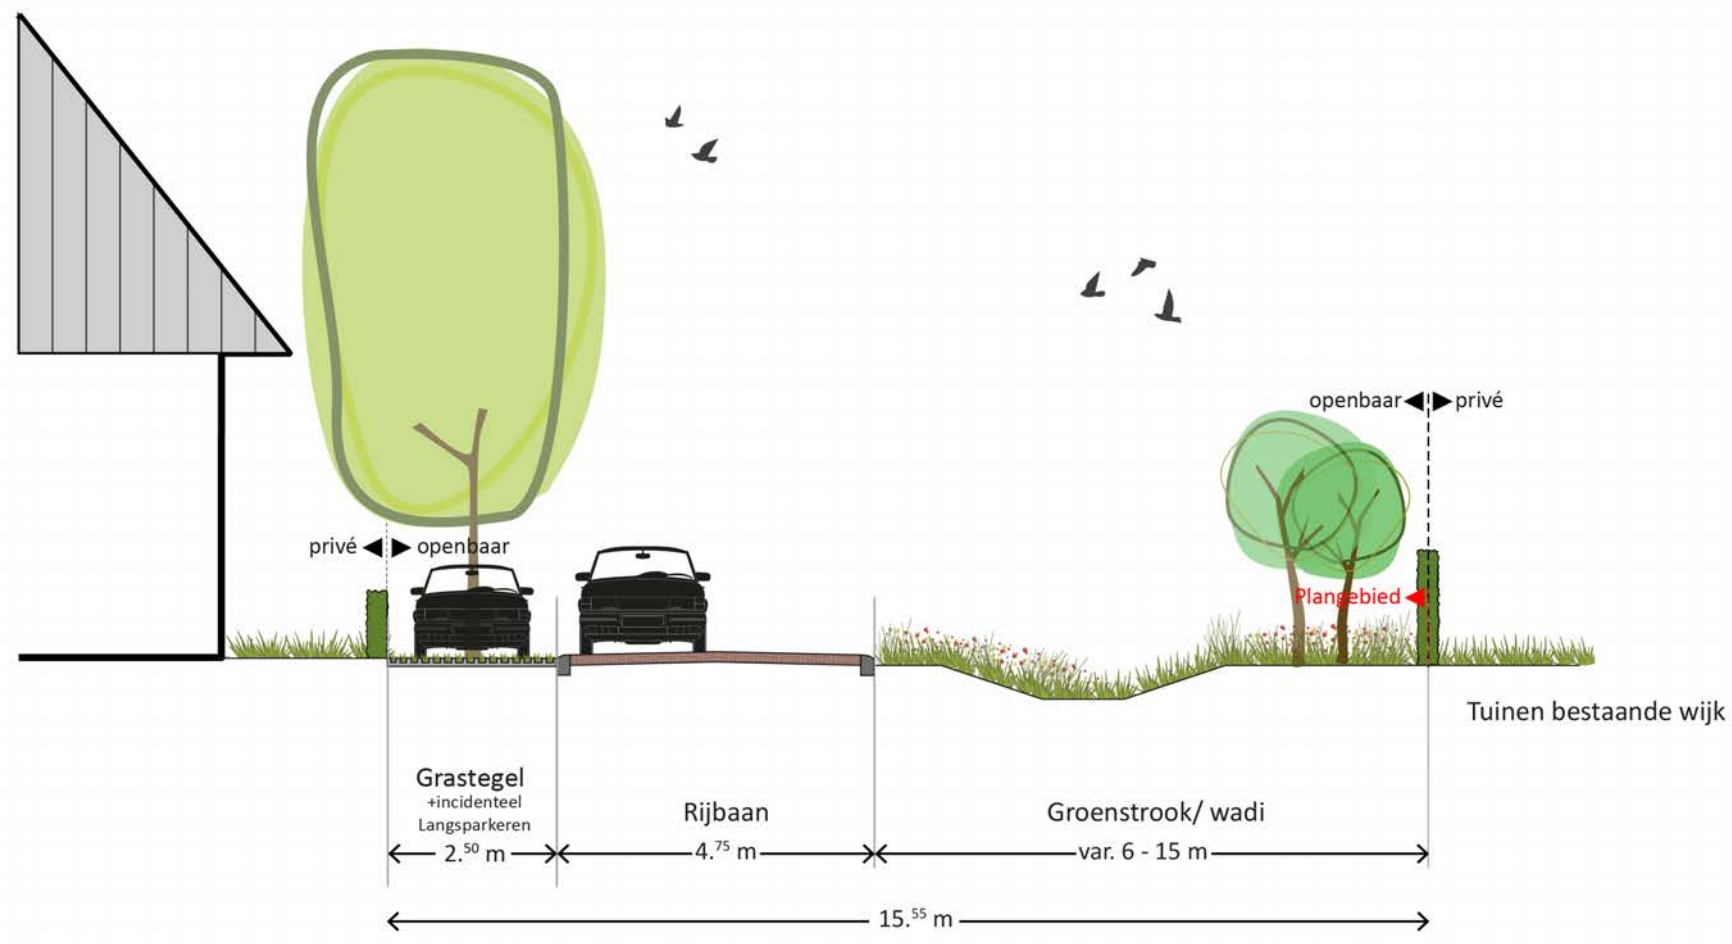 openbaar privé
privé openbaar
Plangebied
Tuinen bestaande wijk
Grastegel
+incidenteel
Langsparkeren
Rijbaan
Groenstrook/ wadi
2.⁵⁰ m
4.⁷⁵ m
var. 6 - 15 m
15.⁵⁵ m